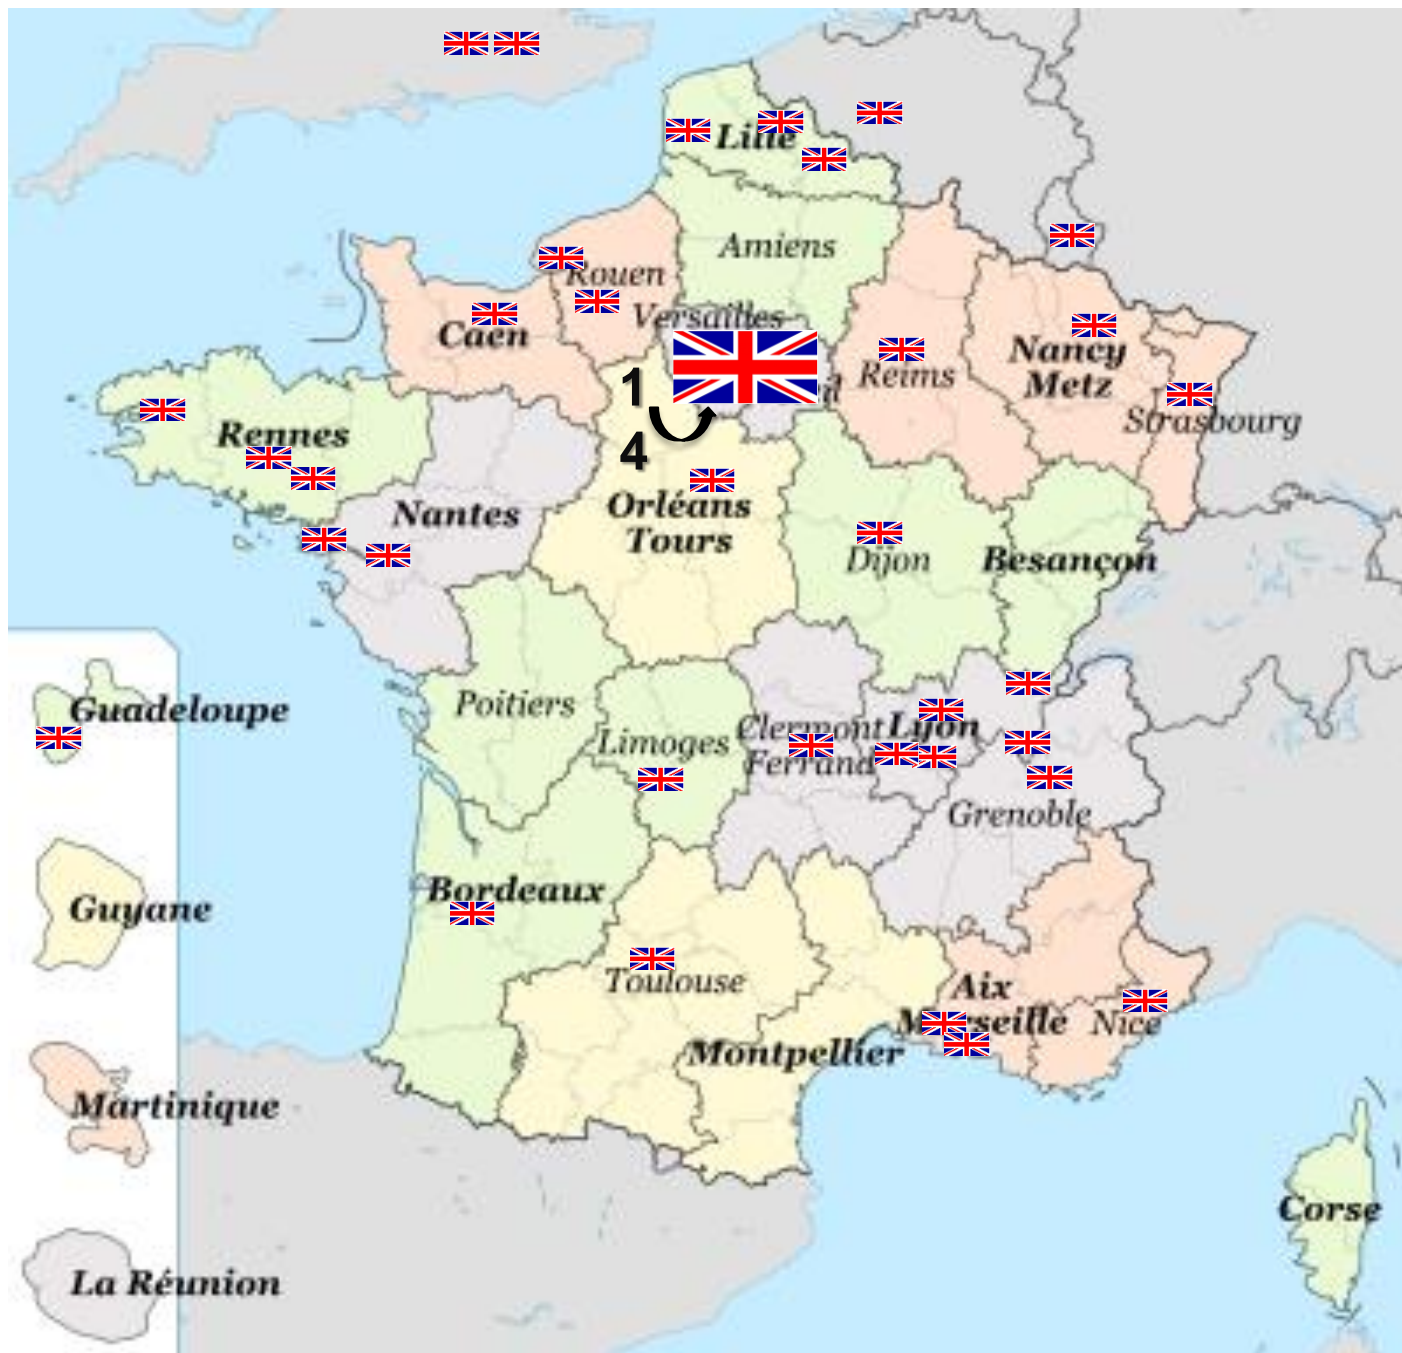 Lille
Amiens
Rouen
Versailles
Caen
1
4
Reims
Nancy
Metz
Strasbourg
Rennes
Nantes
Orléans
Tours
Dijon
Besançon
Guadeloupe
Poitiers
Limoges
Clermont
Ferrand
Lyon
Grenoble
Guyane
Bordeaux
Toulouse
Aix
Marseille
Nice
Montpellier
Martinique
Corse
La Réunion